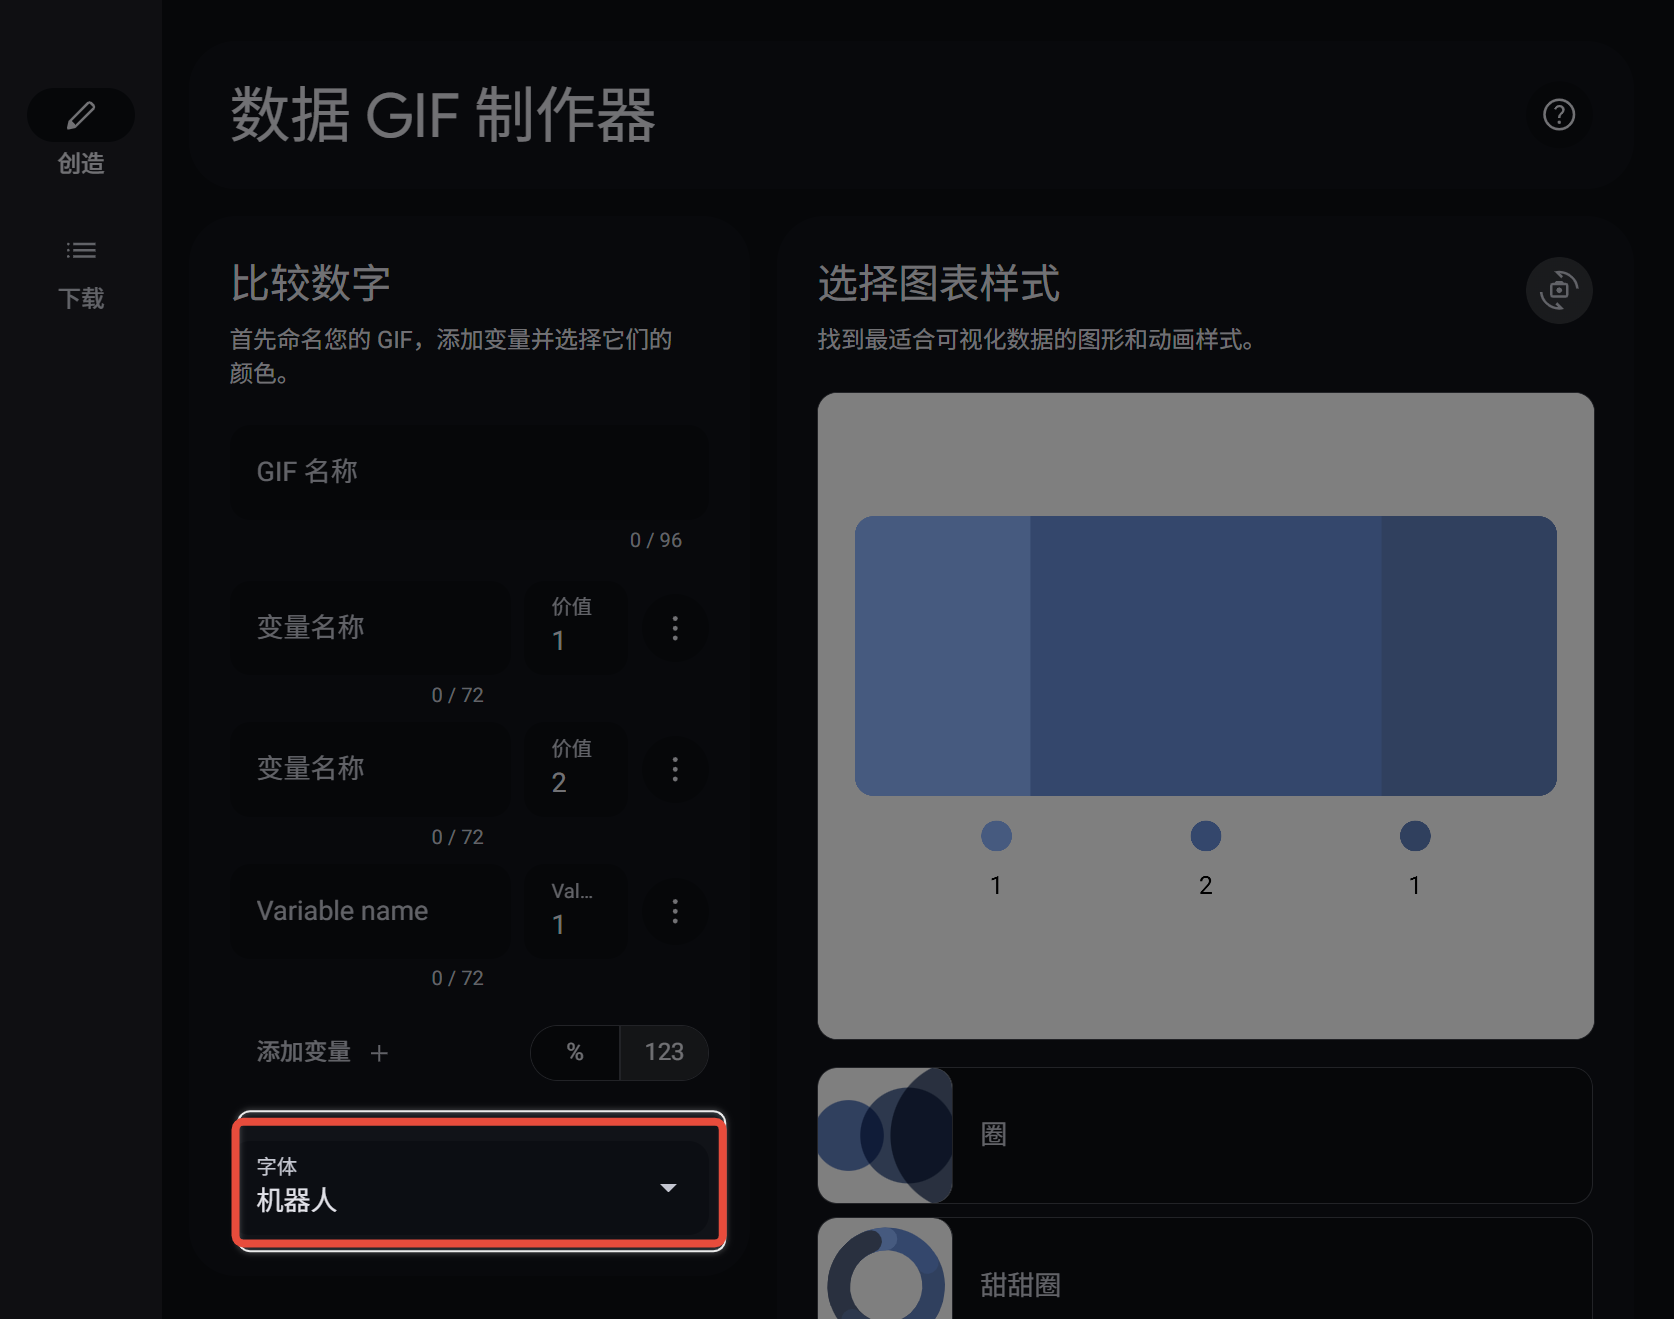 创造
下载
数据 GIF 制作器
比较数字
首先命名您的 GIF，添加变量并选择它们的
颜色。
GIF 名称
0 / 96
变量名称
价值
1
0 / 72
变量名称
价值
2
0 / 72
Variable name
Val...
1
0 / 72
添加变量 +
%
123
字体
机器人
选择图表样式
找到最适合可视化数据的图形和动画样式。
1
2
1
圈
甜甜圈